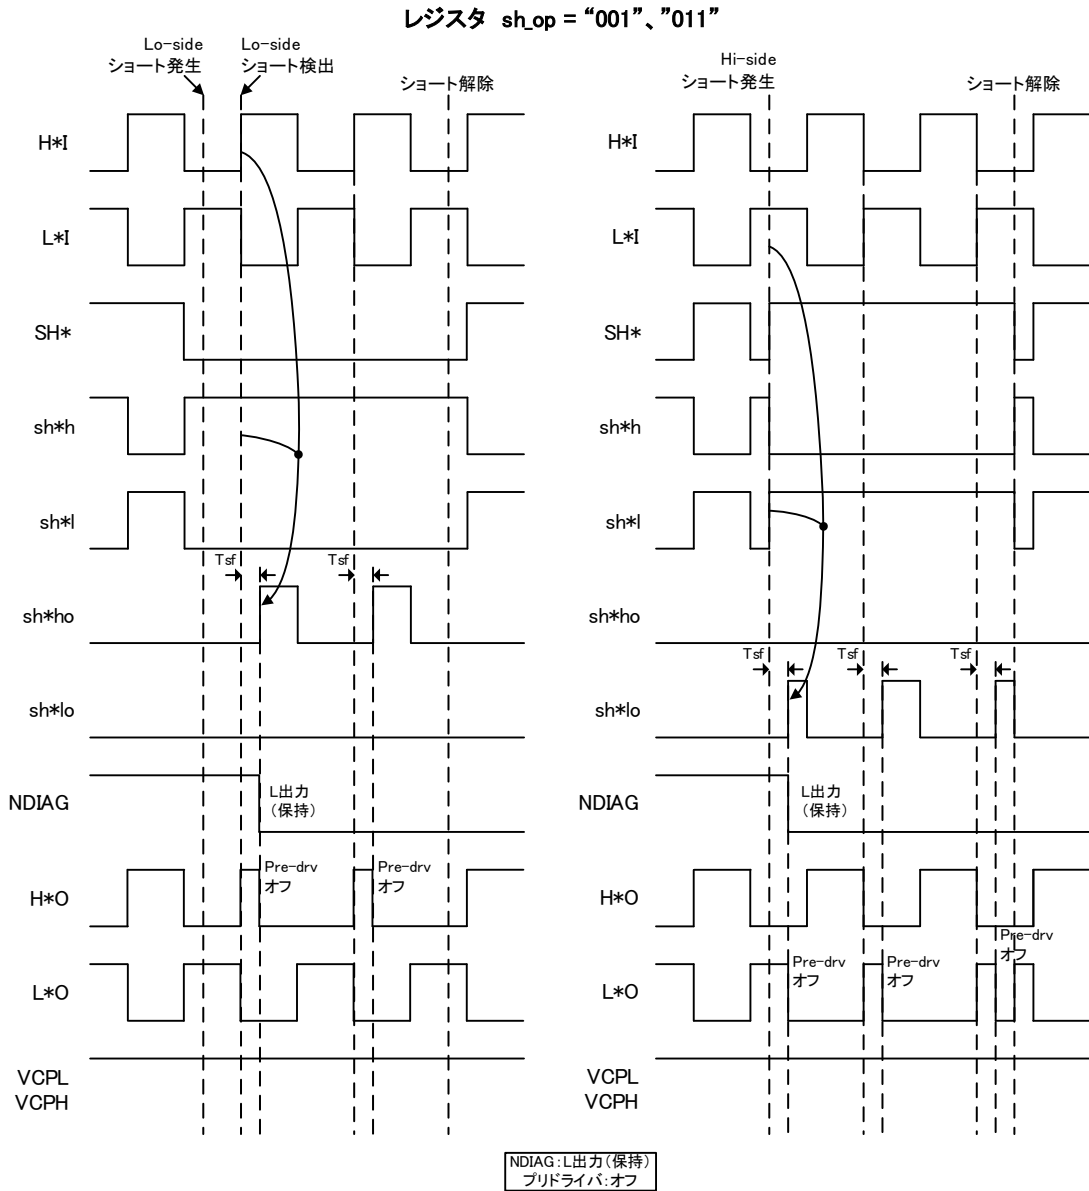 レジスタ sh_op = “001”、”011”
Lo-side
ショート発生
Lo-side
ショート検出
ショート解除
H*I
L*I
SH*
sh*h
sh*l
Tsf
Tsf
sh*ho
sh*lo
NDIAG
L出力
（保持）
Pre-drv
オフ
Pre-drv
オフ
H*O
L*O
VCPL
VCPH
Hi-side
ショート発生
ショート解除
H*I
L*I
SH*
sh*h
sh*l
sh*ho
Tsf
Tsf
Tsf
sh*lo
NDIAG
L出力
（保持）
H*O
Pre-drv
オフ
Pre-drv
オフ
Pre-drv
オフ
L*O
VCPL
VCPH
NDIAG:L出力(保持)
プリドライバ:オフ